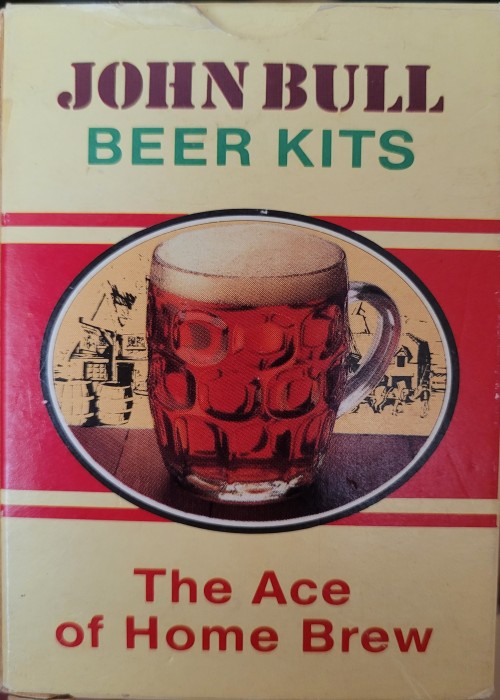 JOHN BULL
BEER KITS
The Ace
of Home Brew